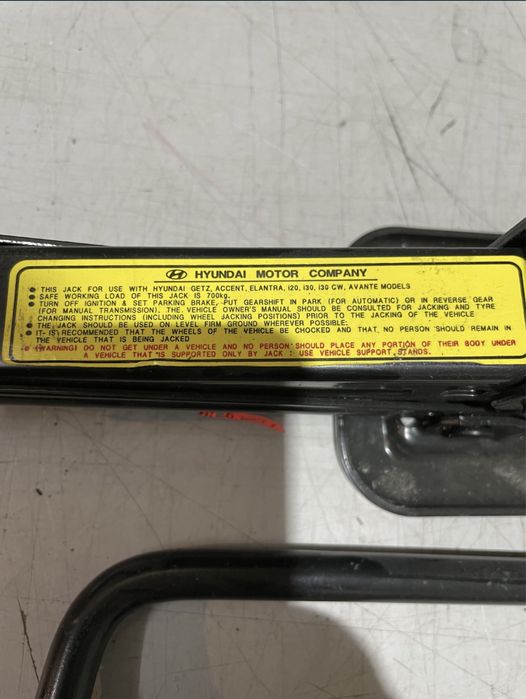 HYUNDAI MOTOR COMPANY
● THIS JACK FOR USE WITH HYUNDAI GETZ, ACCENT, ELANTRA, i20, i30, i30 CW, AVANTE MODELS
● SAFE WORKING LOAD OF THIS JACK IS 700kg.
● TURN OFF IGNITION & SET PARKING BRAKE, PUT GEARSHIFT IN PARK (FOR AUTOMATIC) OR IN REVERSE GEAR
(FOR MANUAL TRANSMISSION). THE VEHICLE OWNER'S MANUAL SHOULD BE CONSULTED FOR JACKING AND TYRE
CHANGING INSTRUCTIONS (INCLUDING WHEEL JACKING POSITIONS) PRIOR TO THE JACKING OF THE VEHICLE
● THE JACK SHOULD BE USED ON LEVEL FIRM GROUND WHEREVER POSSIBLE.
● IT IS RECOMMENDED THAT THE WHEELS OF THE VEHICLE BE CHOCKED AND THAT NO PERSON SHOULD REMAIN IN
THE VEHICLE THAT IS BEING JACKED
● (WARNING) DO NOT GET UNDER A VEHICLE AND NO PERSON SHOULD PLACE ANY PORTION OF THEIR BODY UNDER
A VEHICLE THAT IS SUPPORTED ONLY BY JACK : USE VEHICLE SUPPORT STANDS.